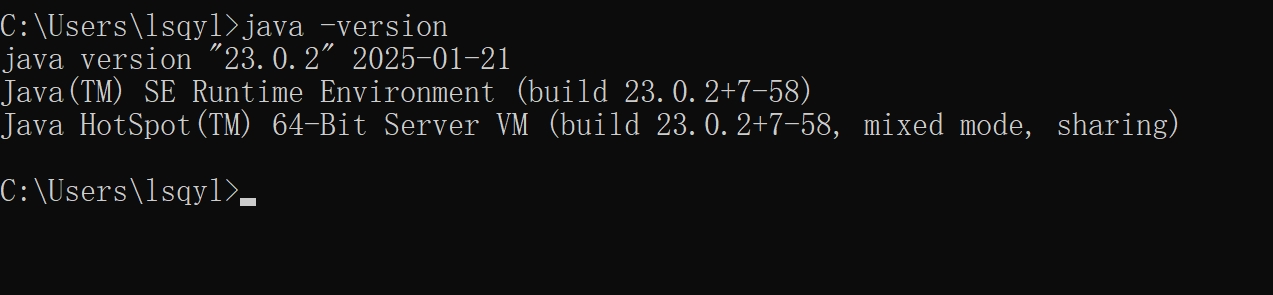 C:\Users\lsqyl>java -version
java version "23.0.2" 2025-01-21
Java(TM) SE Runtime Environment (build 23.0.2+7-58)
Java HotSpot(TM) 64-Bit Server VM (build 23.0.2+7-58, mixed mode, sharing)
C:\Users\lsqyl>